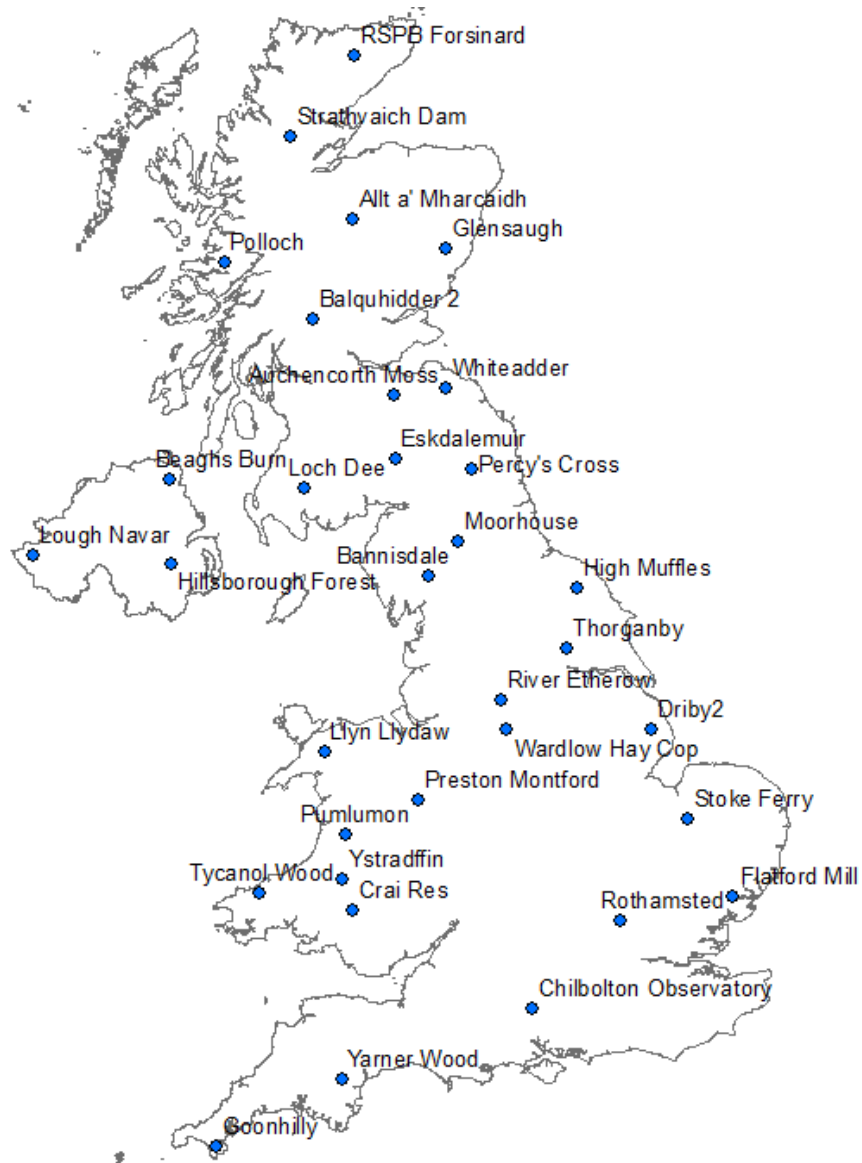 RSPB Forsinard
Strathvaich Dam
Allt a' Mharcaidh
Glensaugh
Polloch
Balquhidder 2
Whiteadder
Auchencorth Moss
Eskdalemuir
Beaghs Burn
Loch Dee
Percy's Cross
Moorhouse
Lough Navar
Bannisdale
High Muffles
Hillsborough Forest
Thorganby
River Etherow
Driby2
Llyn Llydaw
Wardlow Hay Cop
Preston Montford
Stoke Ferry
Pumlumon
Ystradffin
Tycanol Wood
Flatford Mill
Crai Res
Rothamsted
Chilbolton Observatory
Yarner Wood
Goonhilly